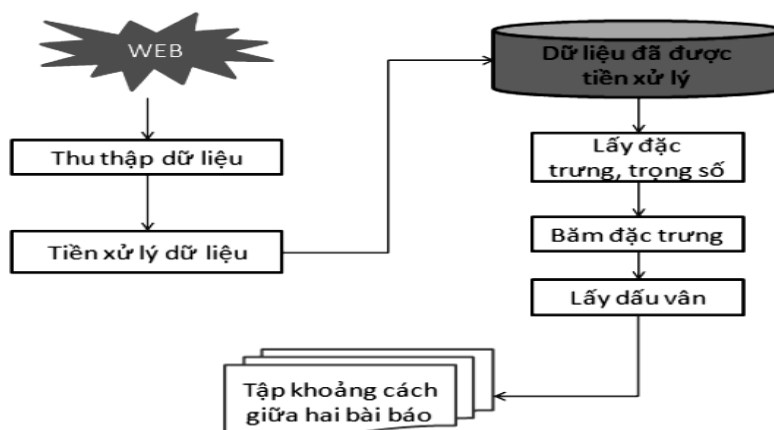 WEB
Thu thập dữ liệu
Tiền xử lý dữ liệu
Dữ liệu đã được
tiền xử lý
Lấy đặc
trưng, trọng số
Băm đặc trưng
Lấy dấu vân
Tập khoảng cách
giữa hai bài báo